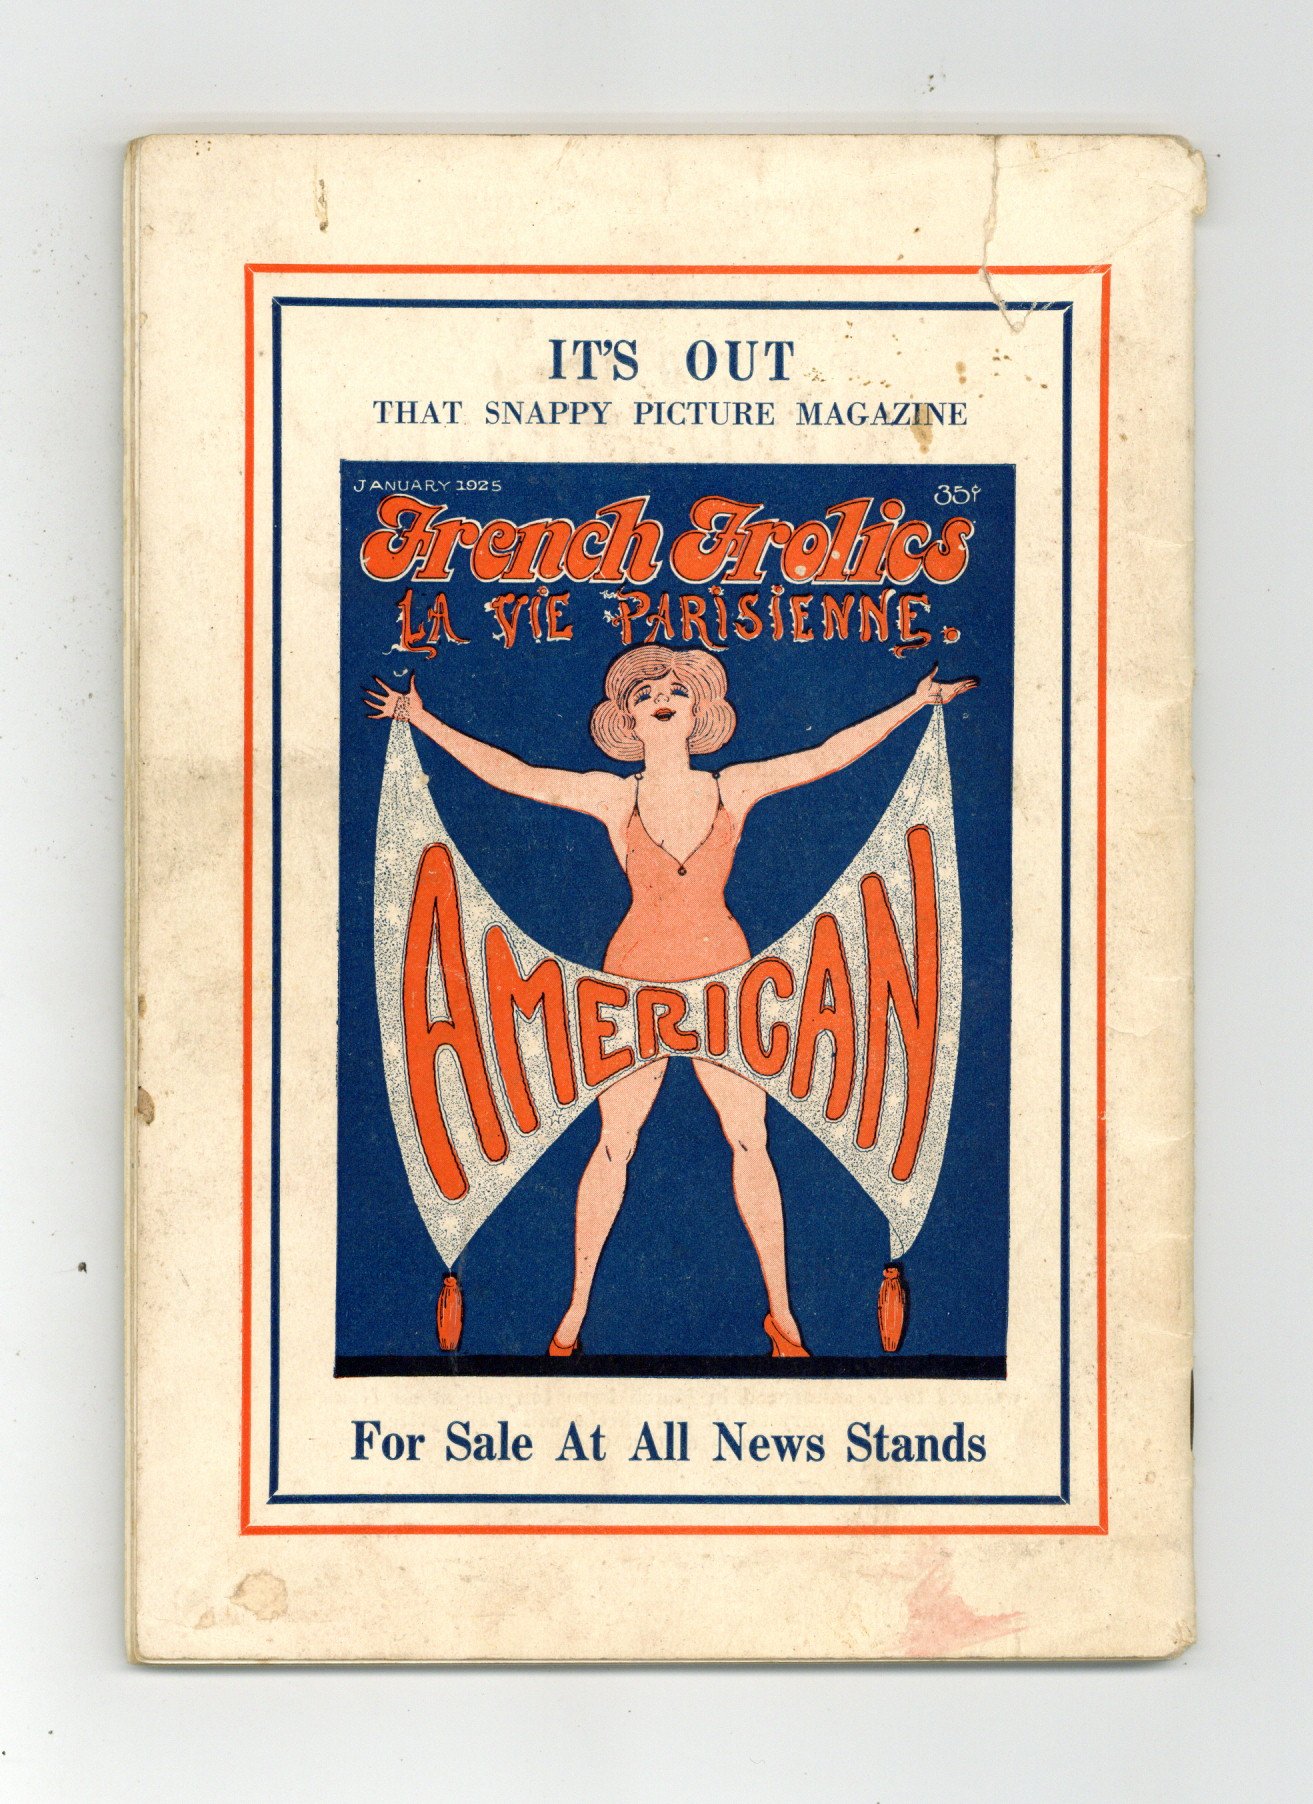 IT'S OUT
THAT SNAPPY PICTURE MAGAZINE
JANUARY 1925 35¢
French Frolics
LA VIE PARISIENNE.
AMERICAN
For Sale At All News Stands